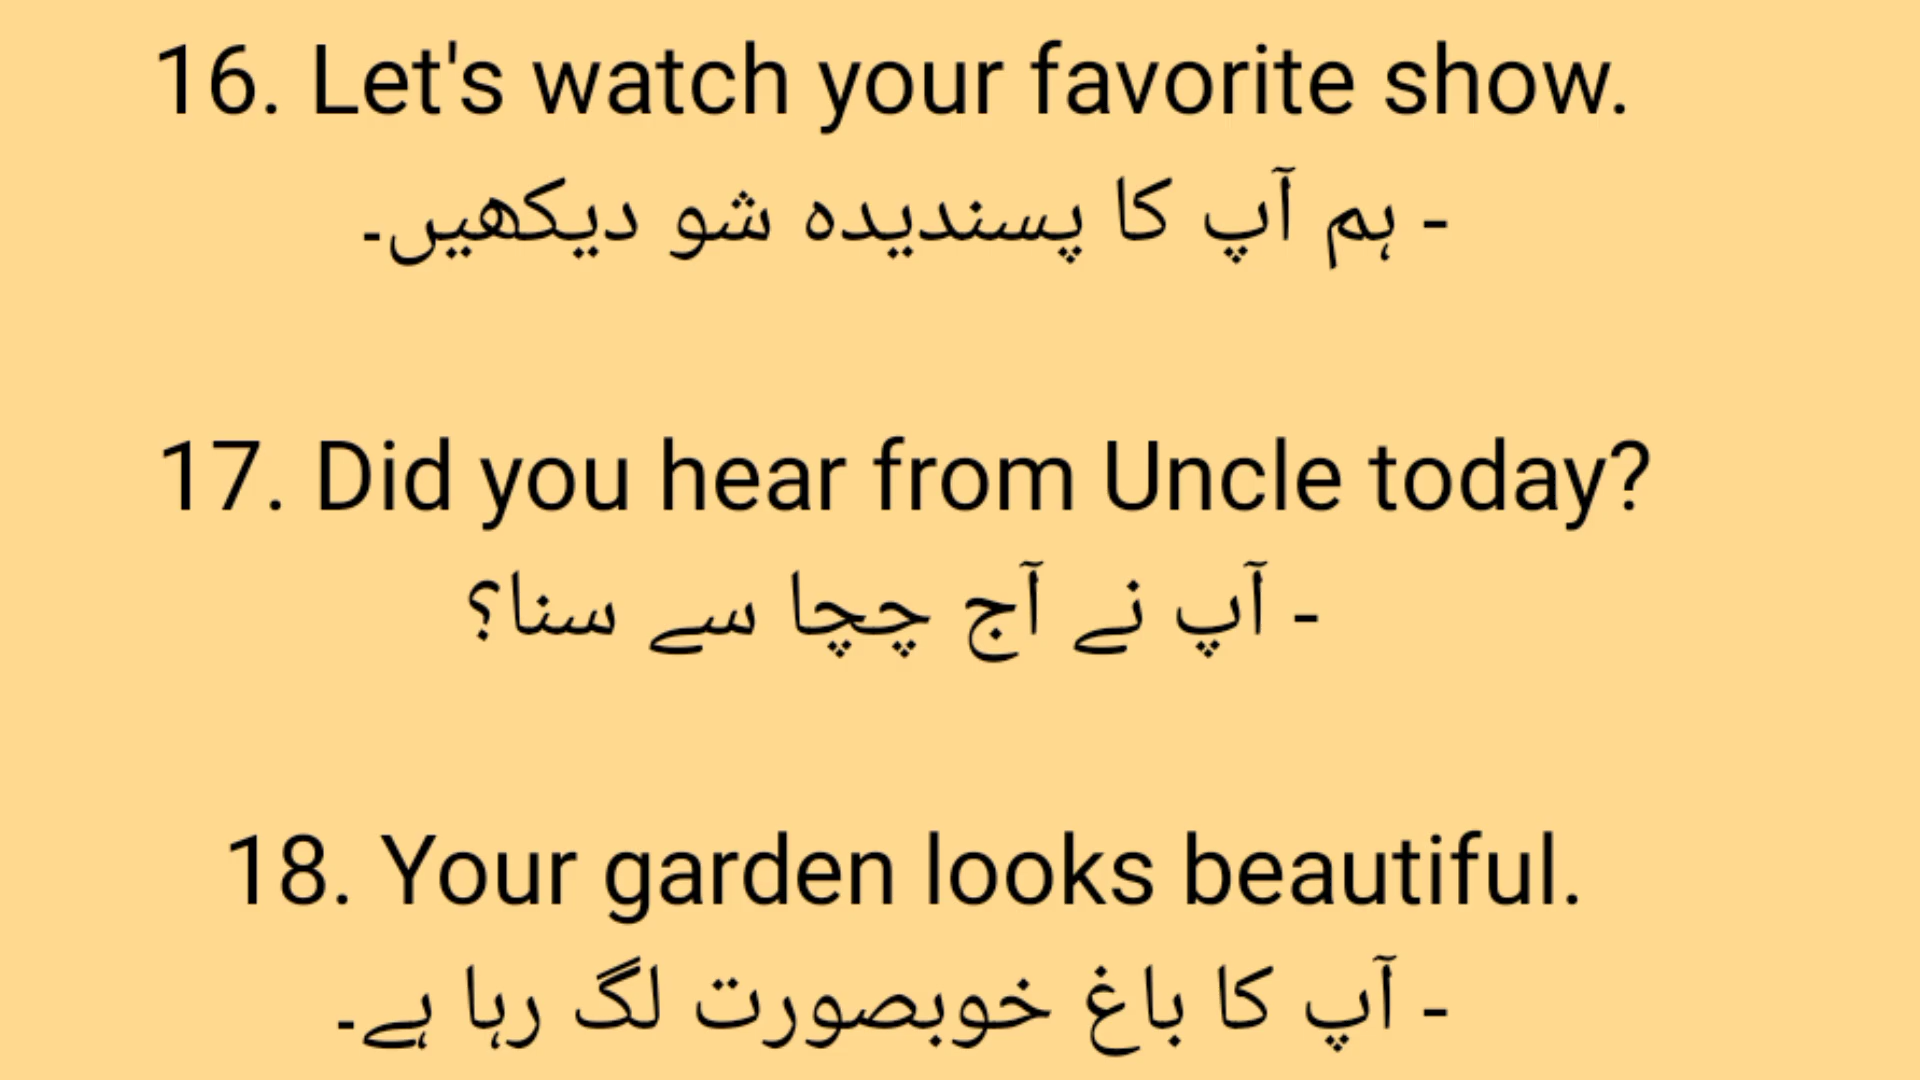 16. Let's watch your favorite show.
- ہم آپ کا پسندیدہ شو دیکھیں۔
17. Did you hear from Uncle today?
- آپ نے آج چچا سے سنا؟
18. Your garden looks beautiful.
- آپ کا باغ خوبصورت لگ رہا ہے۔